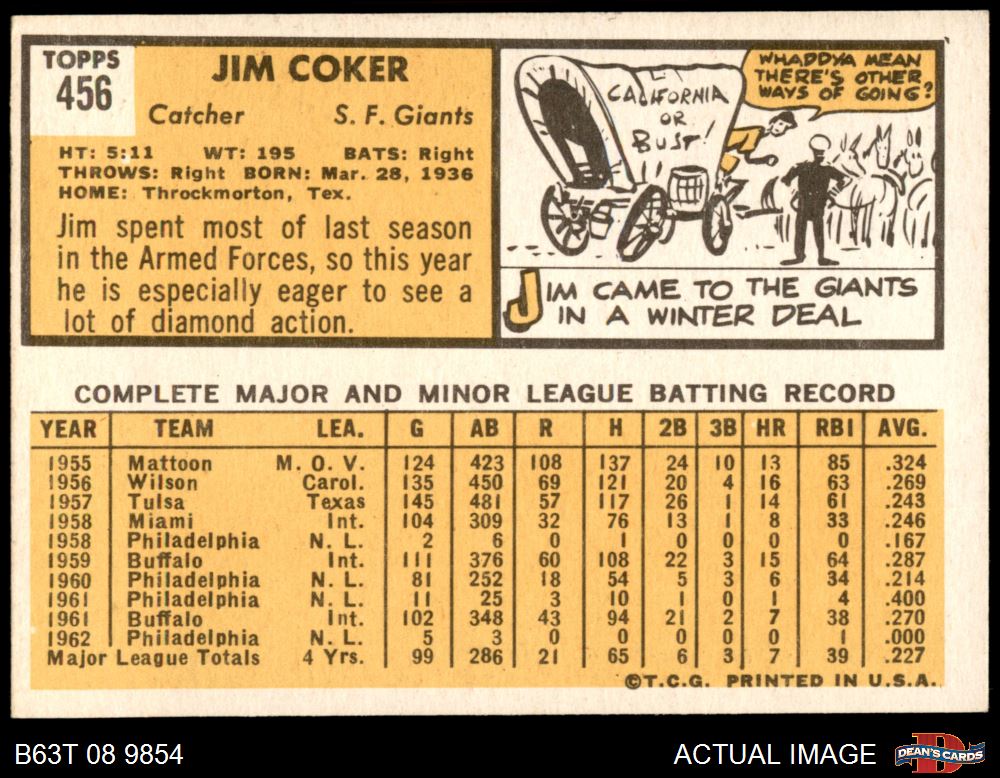 TOPPS
456
JIM COKER
Catcher S. F. Giants
HT: 5:11 WT: 195 BATS: Right
THROWS: Right BORN: Mar. 28, 1936
HOME: Throckmorton, Tex.
Jim spent most of last season
in the Armed Forces, so this year
he is especially eager to see a
lot of diamond action.
CALIFORNIA
OR
BUST!
WHADDYA MEAN
THERE'S OTHER
WAYS OF GOING?
JIM CAME TO THE GIANTS
IN A WINTER DEAL
COMPLETE MAJOR AND MINOR LEAGUE BATTING RECORD
YEAR TEAM LEA. G AB R H 2B 3B HR RBI AVG.
1955 Mattoon M. O. V. 124 423 108 137 24 10 13 85 .324
1956 Wilson Carol. 135 450 69 121 20 4 16 63 .269
1957 Tulsa Texas 145 481 57 117 26 1 14 61 .243
1958 Miami Int. 104 309 32 76 13 1 8 33 .246
1958 Philadelphia N. L. 2 6 0 1 0 0 0 0 .167
1959 Buffalo Int. 111 376 60 108 22 3 15 64 .287
1960 Philadelphia N. L. 81 252 18 54 5 3 6 34 .214
1961 Philadelphia N. L. 11 25 3 10 1 0 1 4 .400
1961 Buffalo Int. 102 348 43 94 21 2 7 38 .270
1962 Philadelphia N. L. 5 3 0 0 0 0 0 1 .000
Major League Totals 4 Yrs. 99 286 21 65 6 3 7 39 .227
©T.C.G. PRINTED IN U.S.A.
B63T 08 9854 ACTUAL IMAGE
DEAN'S CARDS